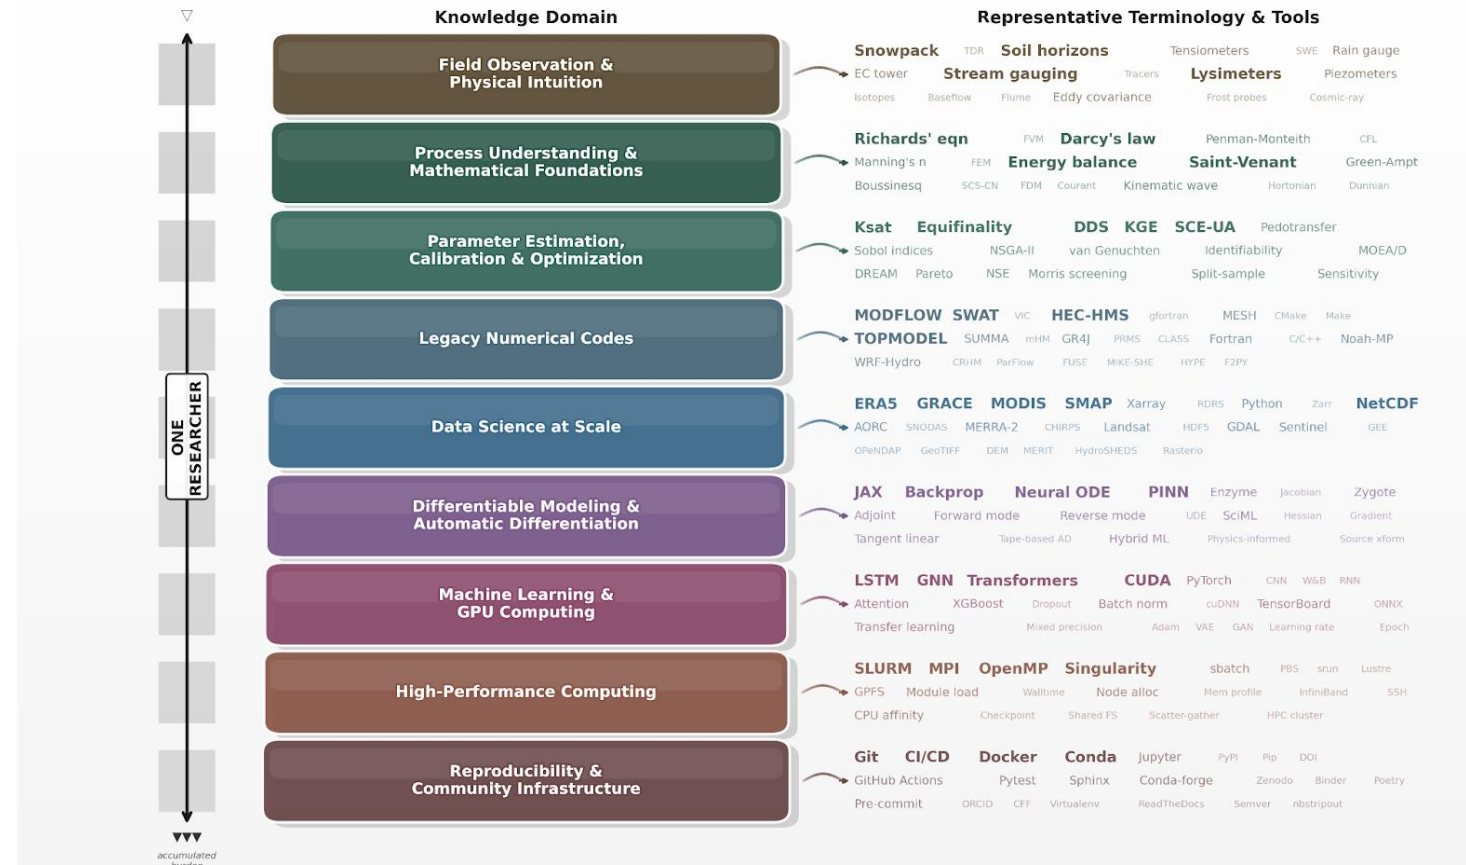 Knowledge Domain
Representative Terminology & Tools
Field Observation &
Physical Intuition
Snowpack TDR Soil horizons Tensiometers SWE Rain gauge
EC tower Stream gauging Tracers Lysimeters Piezometers
Isotopes Baseflow Flume Eddy covariance Frost probes Cosmic-ray
Process Understanding &
Mathematical Foundations
Richards' eqn FVM Darcy's law Penman-Monteith CFL
Manning's n FEM Energy balance Saint-Venant Green-Ampt
Boussinesq SCS-CN FDM Courant Kinematic wave Hortonian Dunnian
Parameter Estimation,
Calibration & Optimization
Ksat Equifinality DDS KGE SCE-UA Pedotransfer
Sobol indices NSGA-II van Genuchten Identifiability MOEA/D
DREAM Pareto NSE Morris screening Split-sample Sensitivity
Legacy Numerical Codes
MODFLOW SWAT VIC HEC-HMS gfortran MESH CMake Make
TOPMODEL SUMMA mHM GR4J PRMS CLASS Fortran C/C++ Noah-MP
WRF-Hydro CRHM ParFlow FUSE MIKE-SHE HYPE F2PY
ONE
RESEARCHER
Data Science at Scale
ERA5 GRACE MODIS SMAP Xarray RDRS Python Zarr NetCDF
AORC SNODAS MERRA-2 CHIRPS Landsat HDF5 GDAL Sentinel GEE
OPeNDAP GeoTIFF DEM MERIT HydroSHEDS Rasterio
Differentiable Modeling &
Automatic Differentiation
JAX Backprop Neural ODE PINN Enzyme Jacobian Zygote
Adjoint Forward mode Reverse mode UDE SciML Hessian Gradient
Tangent linear Tape-based AD Hybrid ML Physics-informed Source xform
Machine Learning &
GPU Computing
LSTM GNN Transformers CUDA PyTorch CNN W&B RNN
Attention XGBoost Dropout Batch norm cuDNN TensorBoard ONNX
Transfer learning Mixed precision Adam VAE GAN Learning rate Epoch
High-Performance Computing
SLURM MPI OpenMP Singularity sbatch PBS srun Lustre
GPFS Module load Walltime Node alloc Mem profile InfiniBand SSH
CPU affinity Checkpoint Shared FS Scatter-gather HPC cluster
Reproducibility &
Community Infrastructure
Git CI/CD Docker Conda Jupyter PyPI Pip DOI
GitHub Actions Pytest Sphinx Conda-forge Zenodo Binder Poetry
Pre-commit ORCID CFF Virtualenv ReadTheDocs Semver nbstripout
accumulated